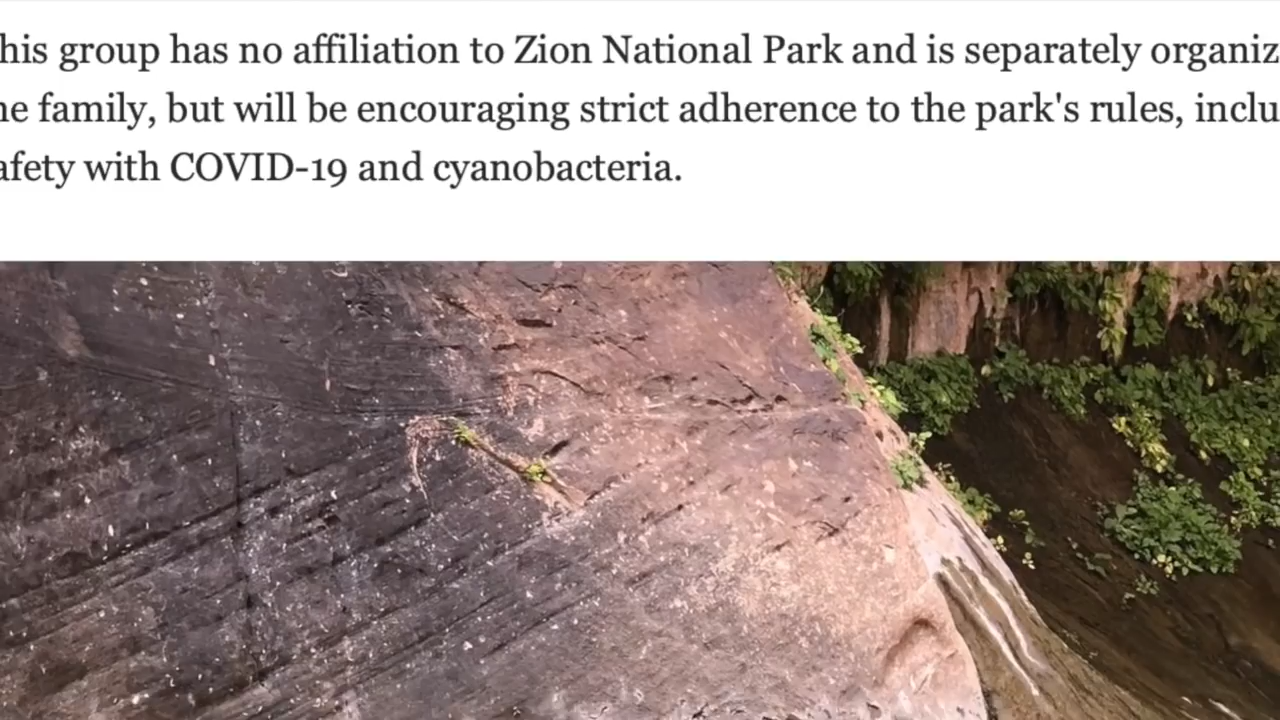 his group has no affiliation to Zion National Park and is separately organiz
he family, but will be encouraging strict adherence to the park's rules, inclu
afety with COVID-19 and cyanobacteria.